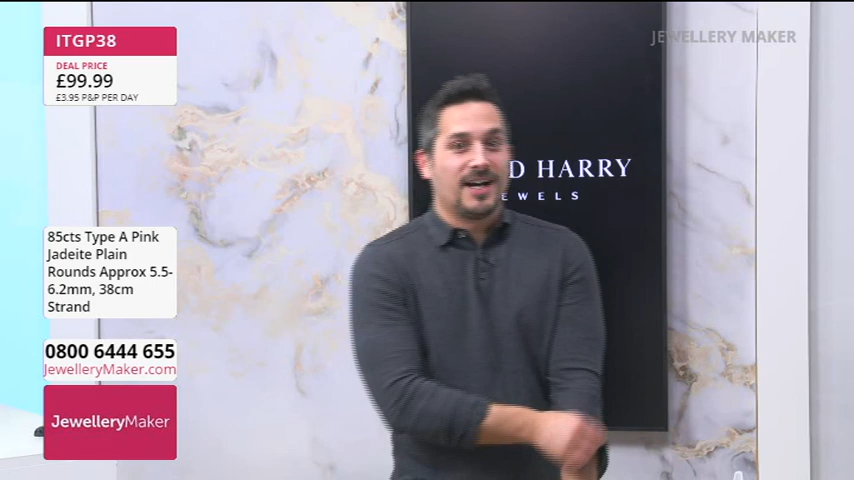 ITGP38
DEAL PRICE
£99.99
£3.95 P&P PER DAY
JEWELLERY MAKER
D HARRY
EWELS
85cts Type A Pink
Jadeite Plain
Rounds Approx 5.5-
6.2mm, 38cm
Strand
0800 6444 655
JewelleryMaker.com
JewelleryMaker